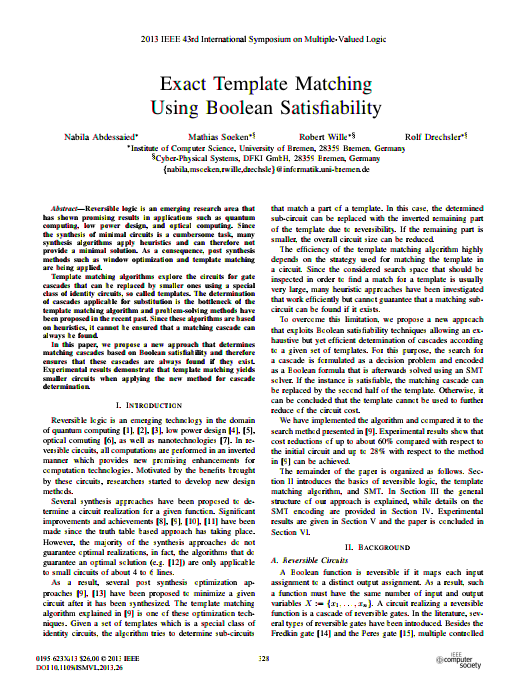 2013 IEEE 43rd International Symposium on Multiple-Valued Logic
Exact Template Matching
Using Boolean Satisfiability
Nabila Abdessaied* Mathias Soeken*§ Robert Wille*§ Rolf Drechsler*§
*Institute of Computer Science, University of Bremen, 28359 Bremen, Germany
§Cyber-Physical Systems, DFKI GmbH, 28359 Bremen, Germany
{nabila,msoeken,rwille,drechsle}@informatik.uni-bremen.de
Abstract—Reversible logic is an emerging research area that
has shown promising results in applications such as quantum
computing, low power design, and optical computing. Since
the synthesis of minimal circuits is a cumbersome task, many
synthesis algorithms apply heuristics and can therefore not
provide a minimal solution. As a consequence, post synthesis
methods such as window optimization and template matching
are being applied.
Template matching algorithms explore the circuits for gate
cascades that can be replaced by smaller ones using a special
class of identity circuits, so called templates. The determination
of cascades applicable for substitution is the bottleneck of the
template matching algorithm and problem-solving methods have
been proposed in the recent past. Since these algorithms are based
on heuristics, it cannot be ensured that a matching cascade can
always be found.
In this paper, we propose a new approach that determines
matching cascades based on Boolean satisfiability and therefore
ensures that these cascades are always found if they exist.
Experimental results demonstrate that template matching yields
smaller circuits when applying the new method for cascade
determination.
I. Introduction
Reversible logic is an emerging technology in the domain
of quantum computing [1], [2], [3], low power design [4], [5],
optical comuting [6], as well as nanotechnologies [7]. In re-
versible circuits, all computations are performed in an inverted
manner which provides new promising enhancements for
computation technologies. Motivated by the benefits brought
by these circuits, researchers started to develop new design
methods.
Several synthesis approaches have been proposed to de-
termine a circuit realization for a given function. Significant
improvements and achievements [8], [9], [10], [11] have been
made since the truth table based approach has taking place.
However, the majority of the synthesis approaches do not
guarantee optimal realizations, in fact, the algorithms that do
guarantee an optimal solution (e.g. [12]) are only applicable
to small circuits of about 4 to 6 lines.
As a result, several post synthesis optimization ap-
proaches [9], [13] have been proposed to minimize a given
circuit after it has been synthesized. The template matching
algorithm explained in [9] is one of these optimization tech-
niques. Given a set of templates which is a special class of
identity circuits, the algorithm tries to determine sub-circuits
that match a part of a template. In this case, the determined
sub-circuit can be replaced with the inverted remaining part
of the template due to reversibility. If the remaining part is
smaller, the overall circuit size can be reduced.
The efficiency of the template matching algorithm highly
depends on the strategy used for matching the template in
a circuit. Since the considered search space that should be
inspected in order to find a match for a template is usually
very large, many heuristic approaches have been investigated
that work efficiently but cannot guarantee that a matching sub-
circuit can be found if it exists.
To overcome this limitation, we propose a new approach
that exploits Boolean satisfiability techniques allowing an ex-
haustive but yet efficient determination of cascades according
to a given set of templates. For this purpose, the search for
a cascade is formulated as a decision problem and encoded
as a Boolean formula that is afterwards solved using an SMT
solver. If the instance is satisfiable, the matching cascade can
be replaced by the second half of the template. Otherwise, it
can be concluded that the template cannot be used to further
reduce of the circuit cost.
We have implemented the algorithm and compared it to the
search method presented in [9]. Experimental results show that
cost reductions of up to about 60% compared with respect to
the initial circuit and up to 28% with respect to the method
in [9] can be achieved.
The remainder of the paper is organized as follows. Sec-
tion II introduces the basics of reversible logic, the template
matching algorithm, and SMT. In Section III the general
structure of our approach is explained, while details on the
SMT encoding are provided in Section IV. Experimental
results are given in Section V and the paper is concluded in
Section VI.
II. Background
A. Reversible Circuits
A Boolean function is reversible if it maps each input
assignment to a distinct output assignment. As a result, such
a function must have the same number of input and output
variables X := {x1, . . . , xn}. A circuit realizing a reversible
function is a cascade of reversible gates. In the literature, sev-
eral types of reversible gates have been introduced. Besides the
Fredkin gate [14] and the Peres gate [15], multiple controlled
0195-623X/13 $26.00 © 2013 IEEE
DOI 10.1109/ISMVL.2013.26
328
IEEE
computer
society